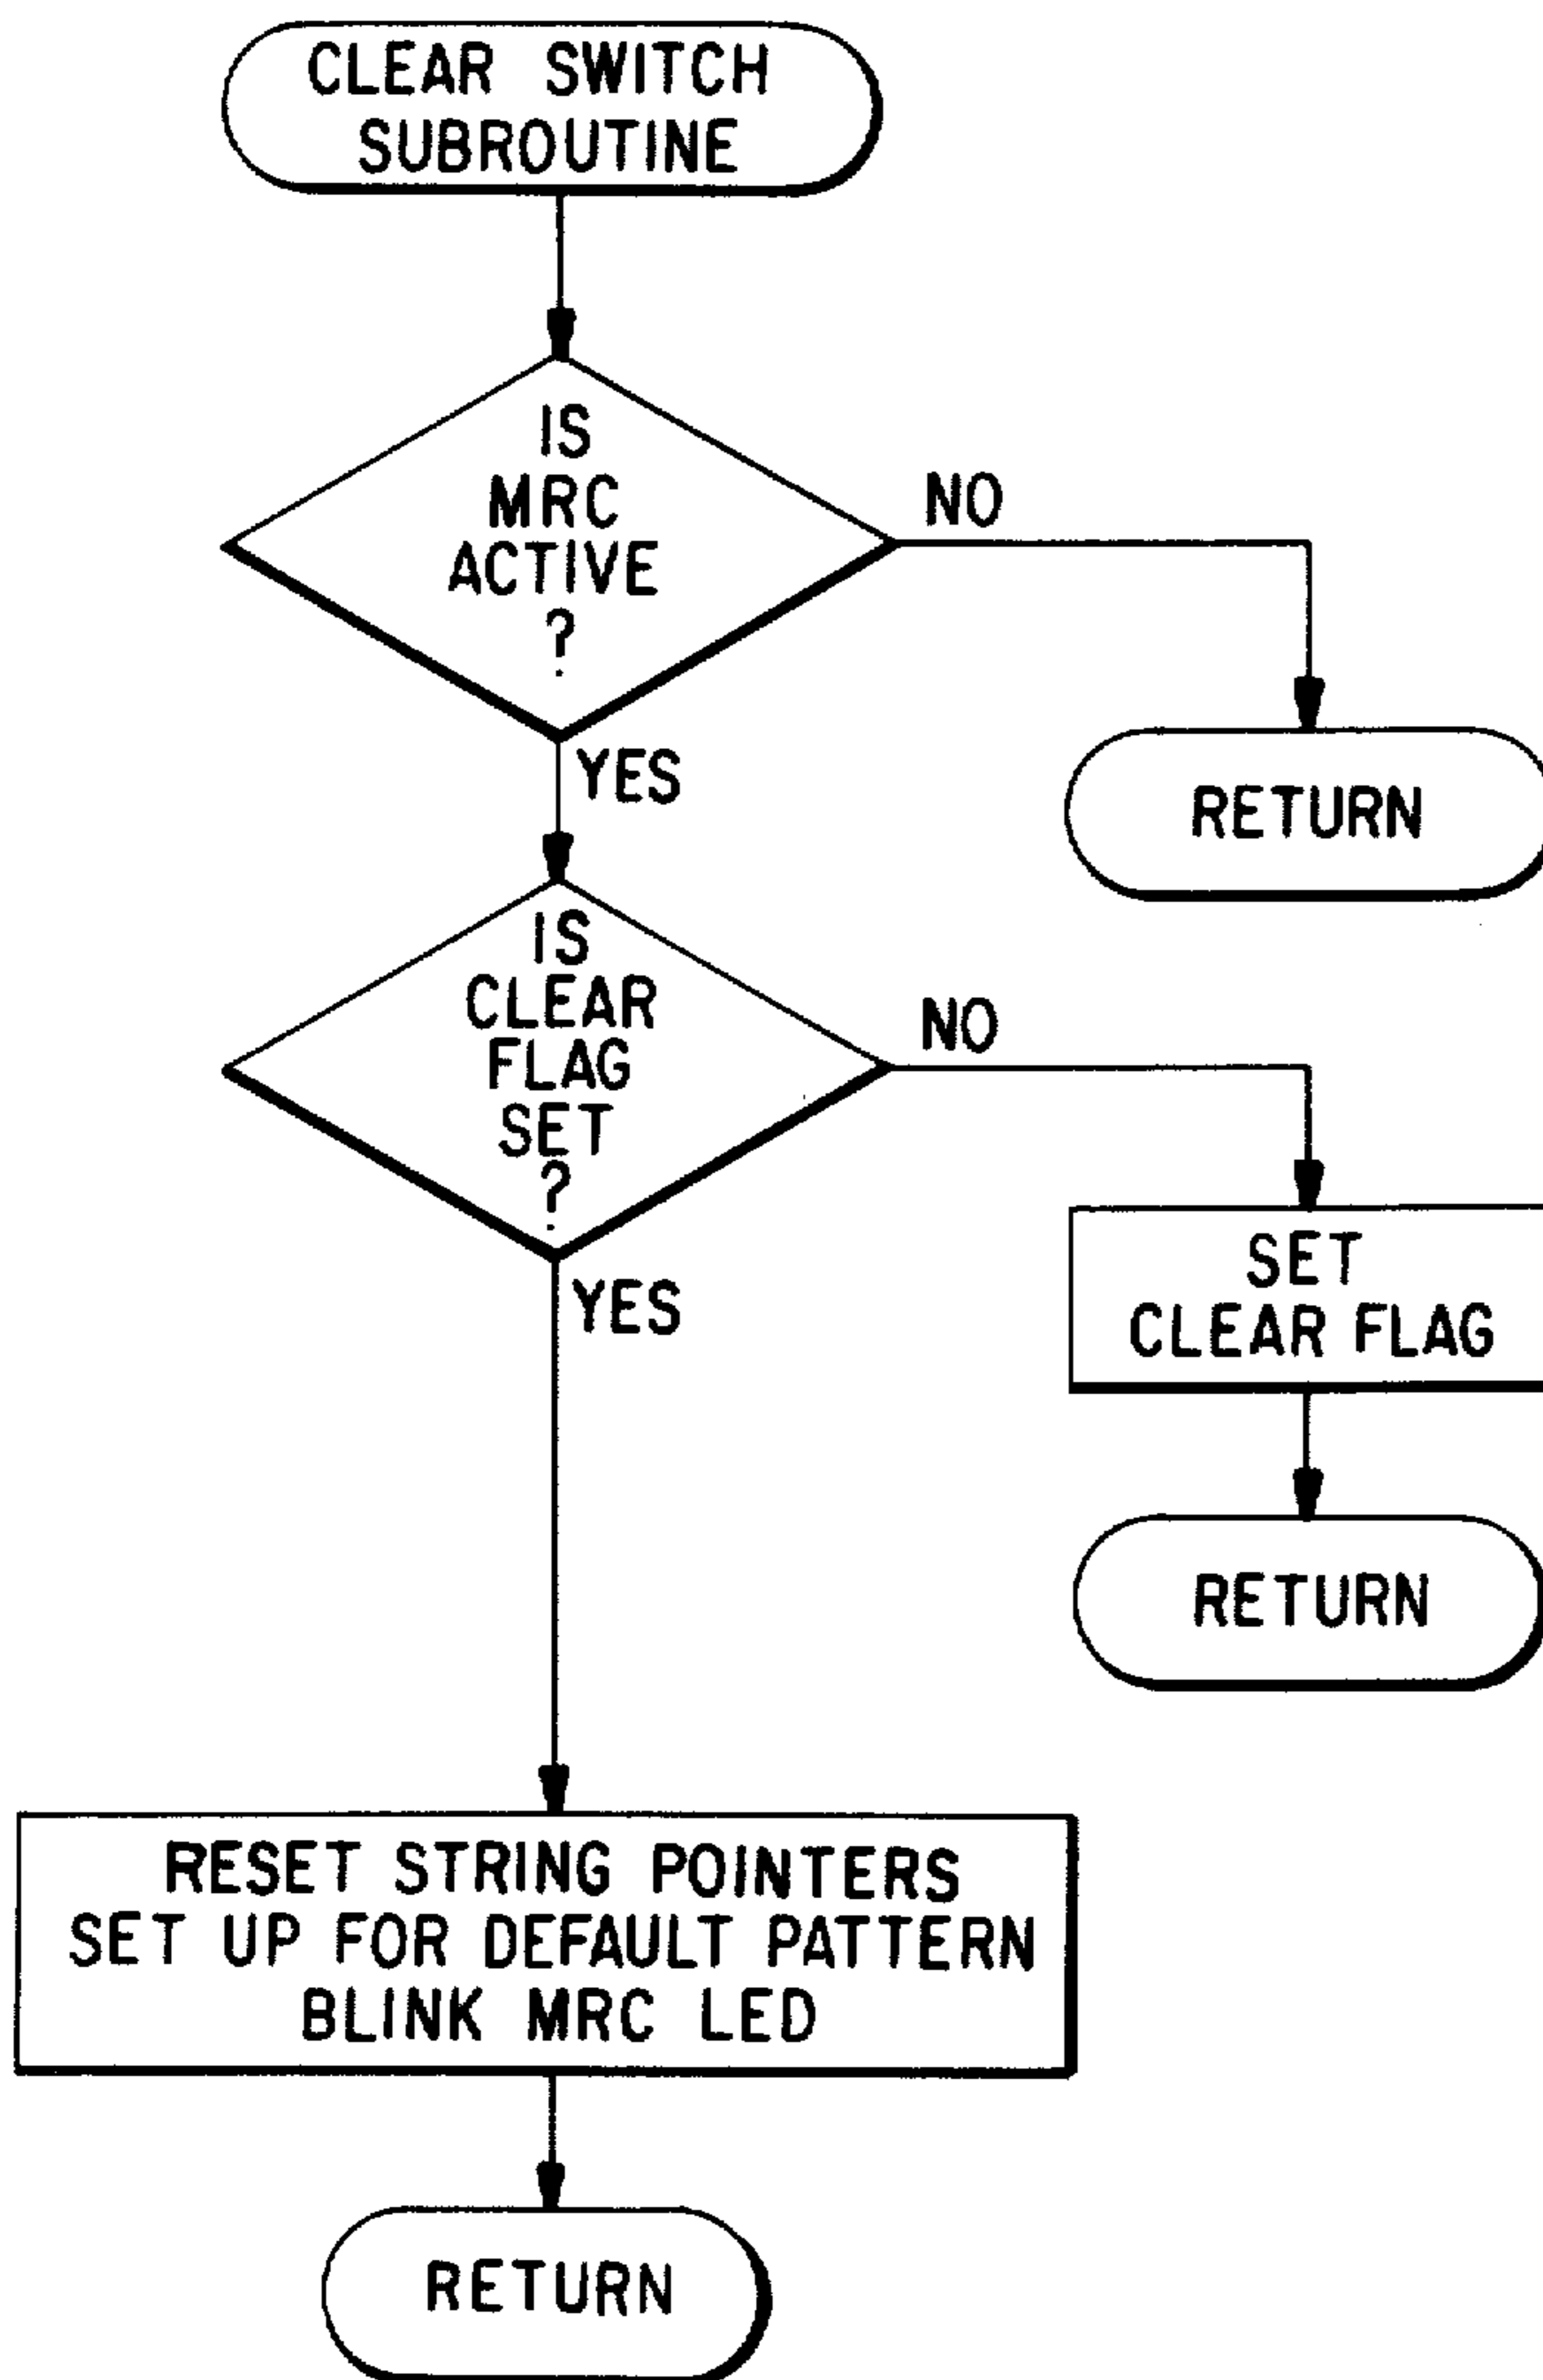 CLEAR SWITCH
SUBROUTINE
IS
MRC
ACTIVE
?
NO
RETURN
YES
IS
CLEAR
FLAG
SET
?
NO
SET
CLEAR FLAG
RETURN
YES
RESET STRING POINTERS
SET UP FOR DEFAULT PATTERN
BLINK MRC LED
RETURN